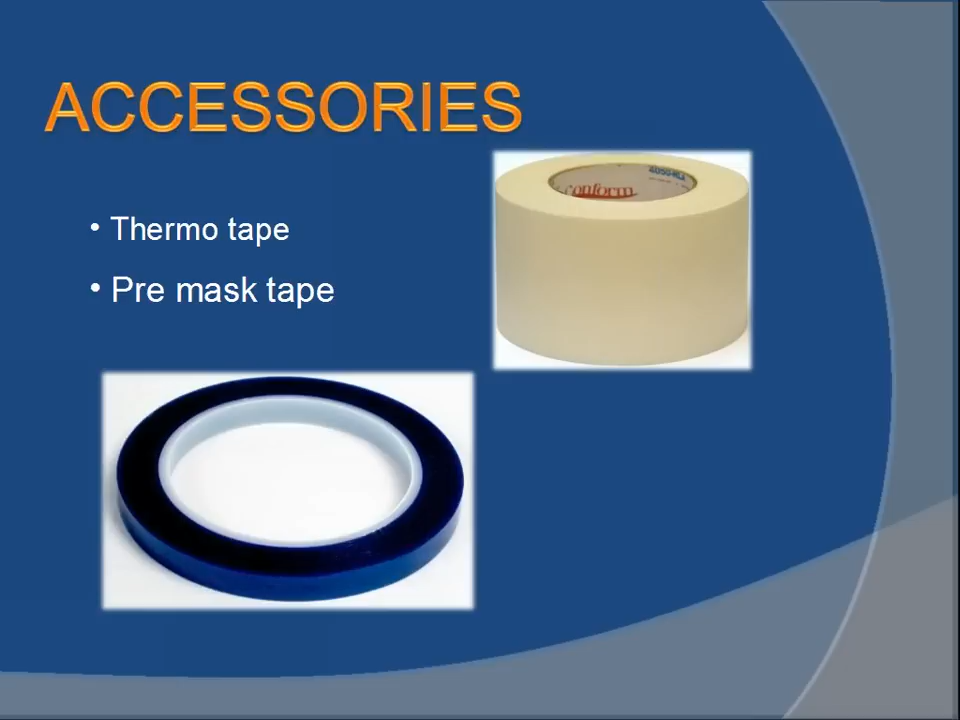 ACCESSORIES
• Thermo tape
• Pre mask tape
conform